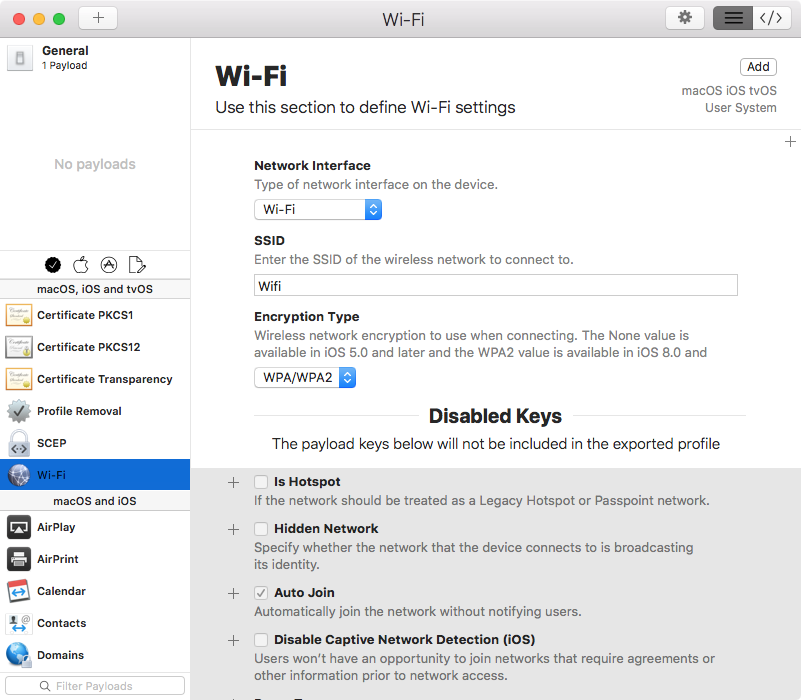 Wi-Fi
General
1 Payload
No payloads
macOS, iOS and tvOS
Certificate PKCS1
Certificate PKCS12
Certificate Transparency
Profile Removal
SCEP
Wi-Fi
macOS and iOS
AirPlay
AirPrint
Calendar
Contacts
Domains
Filter Payloads
Wi-Fi
Use this section to define Wi-Fi settings
Add
macOS iOS tvOS
User System
Network Interface
Type of network interface on the device.
Wi-Fi
SSID
Enter the SSID of the wireless network to connect to.
Wifi
Encryption Type
Wireless network encryption to use when connecting. The None value is
available in iOS 5.0 and later and the WPA2 value is available in iOS 8.0 and
WPA/WPA2
Disabled Keys
The payload keys below will not be included in the exported profile
Is Hotspot
If the network should be treated as a Legacy Hotspot or Passpoint network.
Hidden Network
Specify whether the network that the device connects to is broadcasting
its identity.
Auto Join
Automatically join the network without notifying users.
Disable Captive Network Detection (iOS)
Users won't have an opportunity to join networks that require agreements or
other information prior to network access.